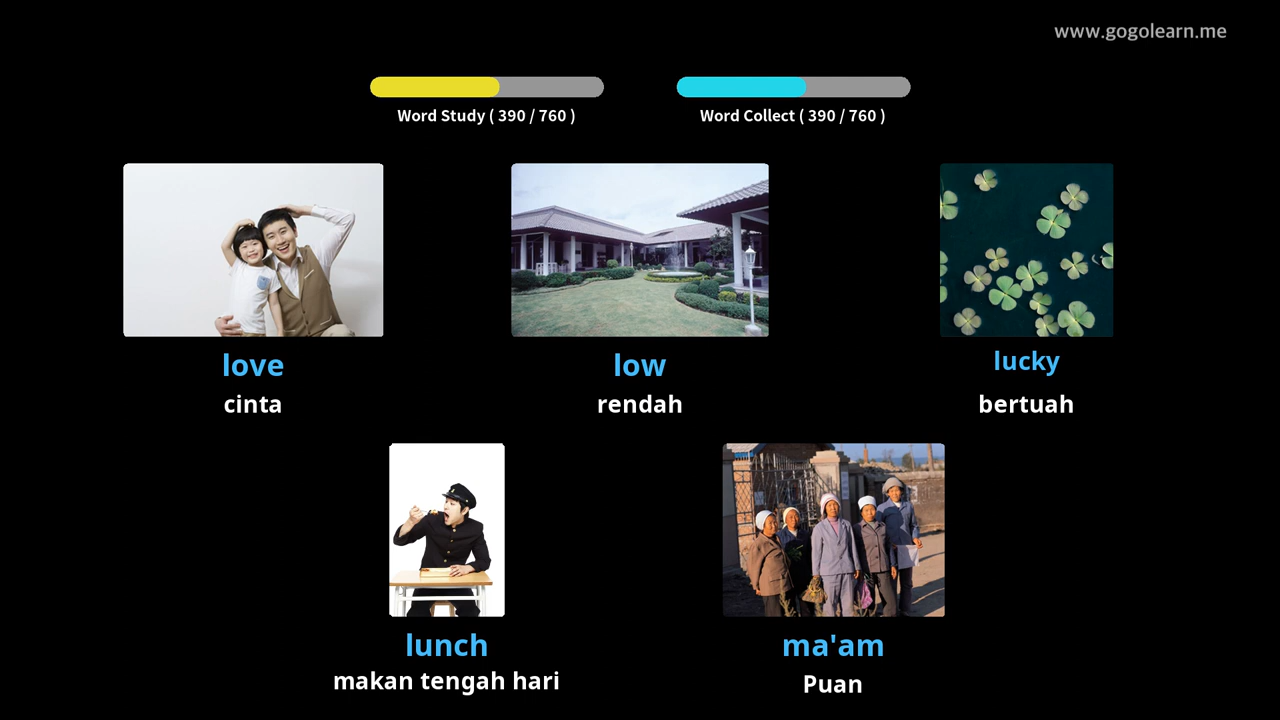 www.gogolearn.me
Word Study ( 390 / 760 )
Word Collect ( 390 / 760 )
love
cinta
low
rendah
lucky
bertuah
lunch
makan tengah hari
ma'am
Puan